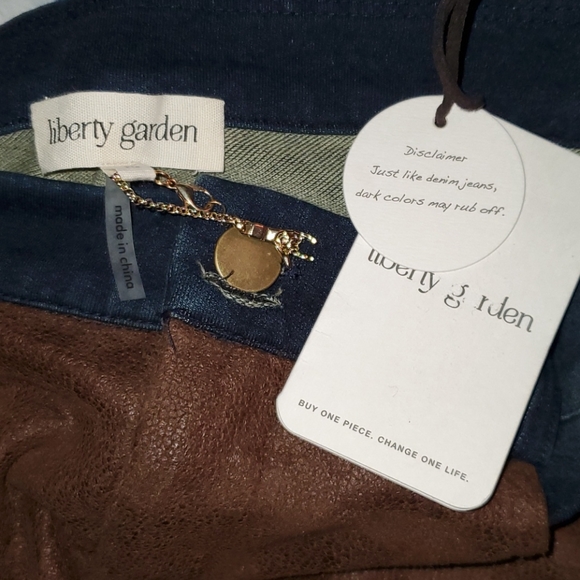 liberty garden
made in china
Disclaimer
Just like denim jeans,
dark colors may rub off.
liberty garden
BUY ONE PIECE. CHANGE ONE LIFE.